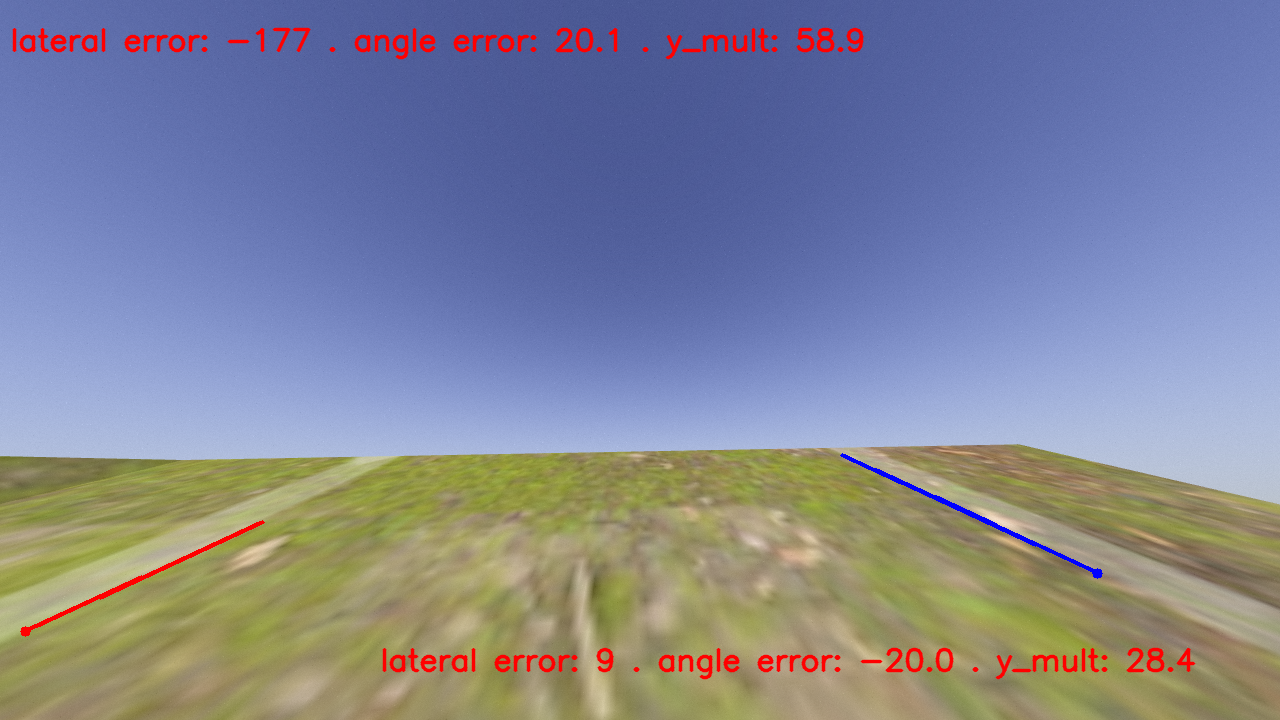 lateral error: -177 . angle error: 20.1 . y_mult: 58.9
lateral error: 9 . angle error: -20.0 . y_mult: 28.4